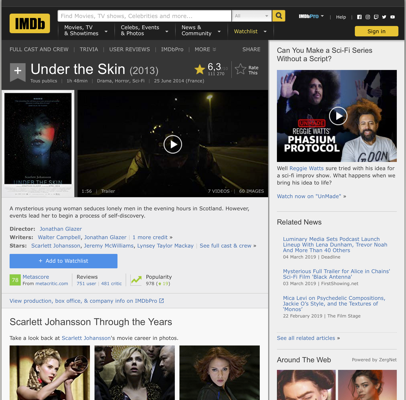 IMDb
Find Movies, TV shows, Celebrities and more...
All
IMDbPro
Help
Movies, TV
& Showtimes
Celebs, Events
& Photos
News &
Community
Watchlist
Sign in
FULL CAST AND CREW | TRIVIA | USER REVIEWS | IMDbPro | MORE
SHARE
Under the Skin (2013)
Tous publics | 1h 48min | Drama, Horror, Sci-Fi | 25 June 2014 (France)
6,3
Rate
This
UNDER THE SKIN
1:56 | Trailer
7 VIDEOS | 66 IMAGES
A mysterious young woman seduces lonely men in the evening hours in Scotland. However,
events lead her to begin a process of self-discovery.
Director: Jonathan Glazer
Writers: Walter Campbell, Jonathan Glazer | 1 more credit »
Stars: Scarlett Johansson, Jeremy McWilliams, Lynsey Taylor Mackay | See full cast & crew »
+ Add to Watchlist
Metascore
From metacritic.com
Reviews
751 user | 481 critic
Popularity
View production, box office, & company info on IMDbPro
Scarlett Johansson Through the Years
Take a look back at Scarlett Johansson's movie career in photos.
Can You Make a Sci-Fi Series
Without a Script?
REGGIE WATTS'
PHASIUM
PROTOCOL
Well Reggie Watts sure tried with his idea for
a sci-fi improv show. What happens when we
bring his idea to life?
Watch now on "UnMade" »
Related News
Luminary Media Sets Podcast Launch
Lineup With Lena Dunham, Trevor Noah
And More Than 40 Others
04 March 2019 | Deadline
Mysterious Full Trailer for Alice in Chains'
Sci-Fi Film 'Black Antenna'
03 March 2019 | FirstShowing.net
Mica Levi on Psychedelic Compositions,
Jackie O's Style, and the Textures of
'Monos'
22 February 2019 | The Film Stage
See all related articles »
Around The Web
Powered by ZergNet